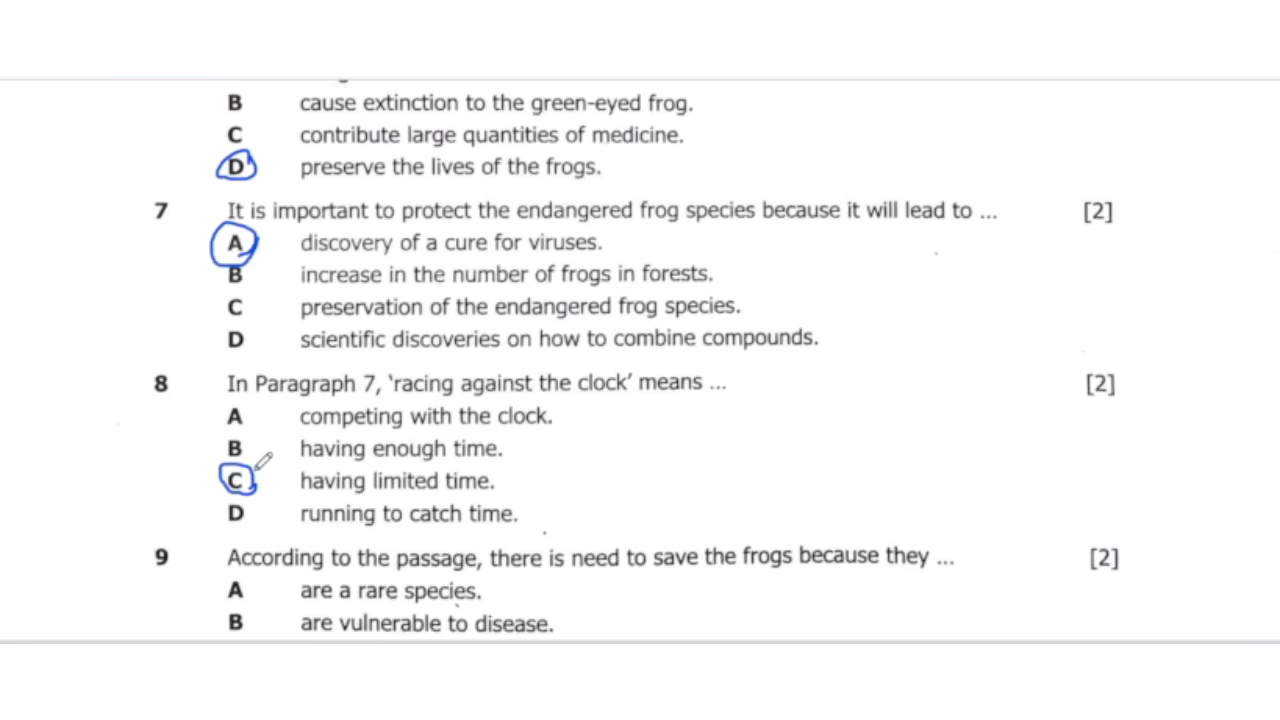 B cause extinction to the green-eyed frog.
C contribute large quantities of medicine.
D preserve the lives of the frogs.
7 It is important to protect the endangered frog species because it will lead to ... [2]
A discovery of a cure for viruses.
B increase in the number of frogs in forests.
C preservation of the endangered frog species.
D scientific discoveries on how to combine compounds.
8 In Paragraph 7, ‘racing against the clock’ means ... [2]
A competing with the clock.
B having enough time.
C having limited time.
D running to catch time.
9 According to the passage, there is need to save the frogs because they ... [2]
A are a rare species.
B are vulnerable to disease.